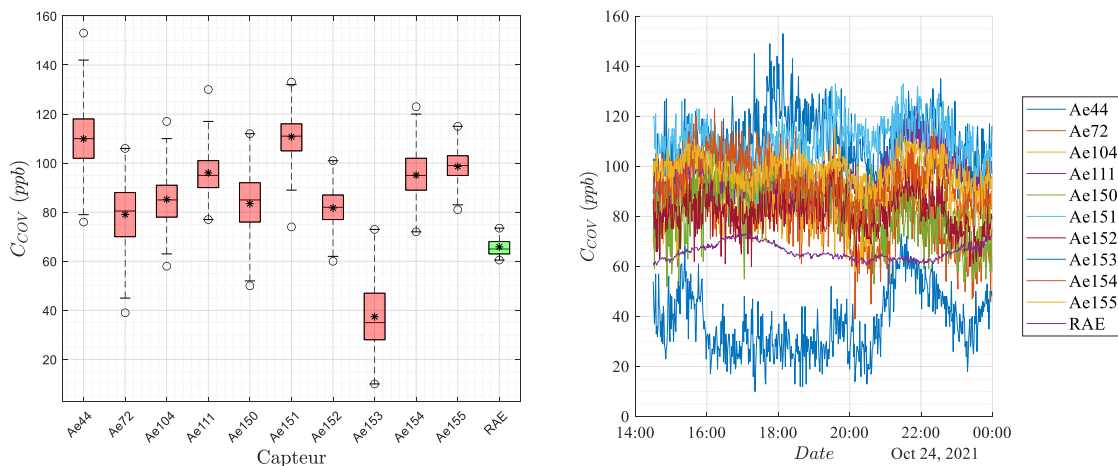 160
140
120
100
80
60
40
20
C_COV (ppb)
Ae44 Ae72 Ae104 Ae111 Ae150 Ae151 Ae152 Ae153 Ae154 Ae155 RAE
Capteur
160
140
120
100
80
60
40
20
0
C_COV (ppb)
14:00 16:00 18:00 20:00 22:00 00:00
Date
Oct 24, 2021
Ae44
Ae72
Ae104
Ae111
Ae150
Ae151
Ae152
Ae153
Ae154
Ae155
RAE